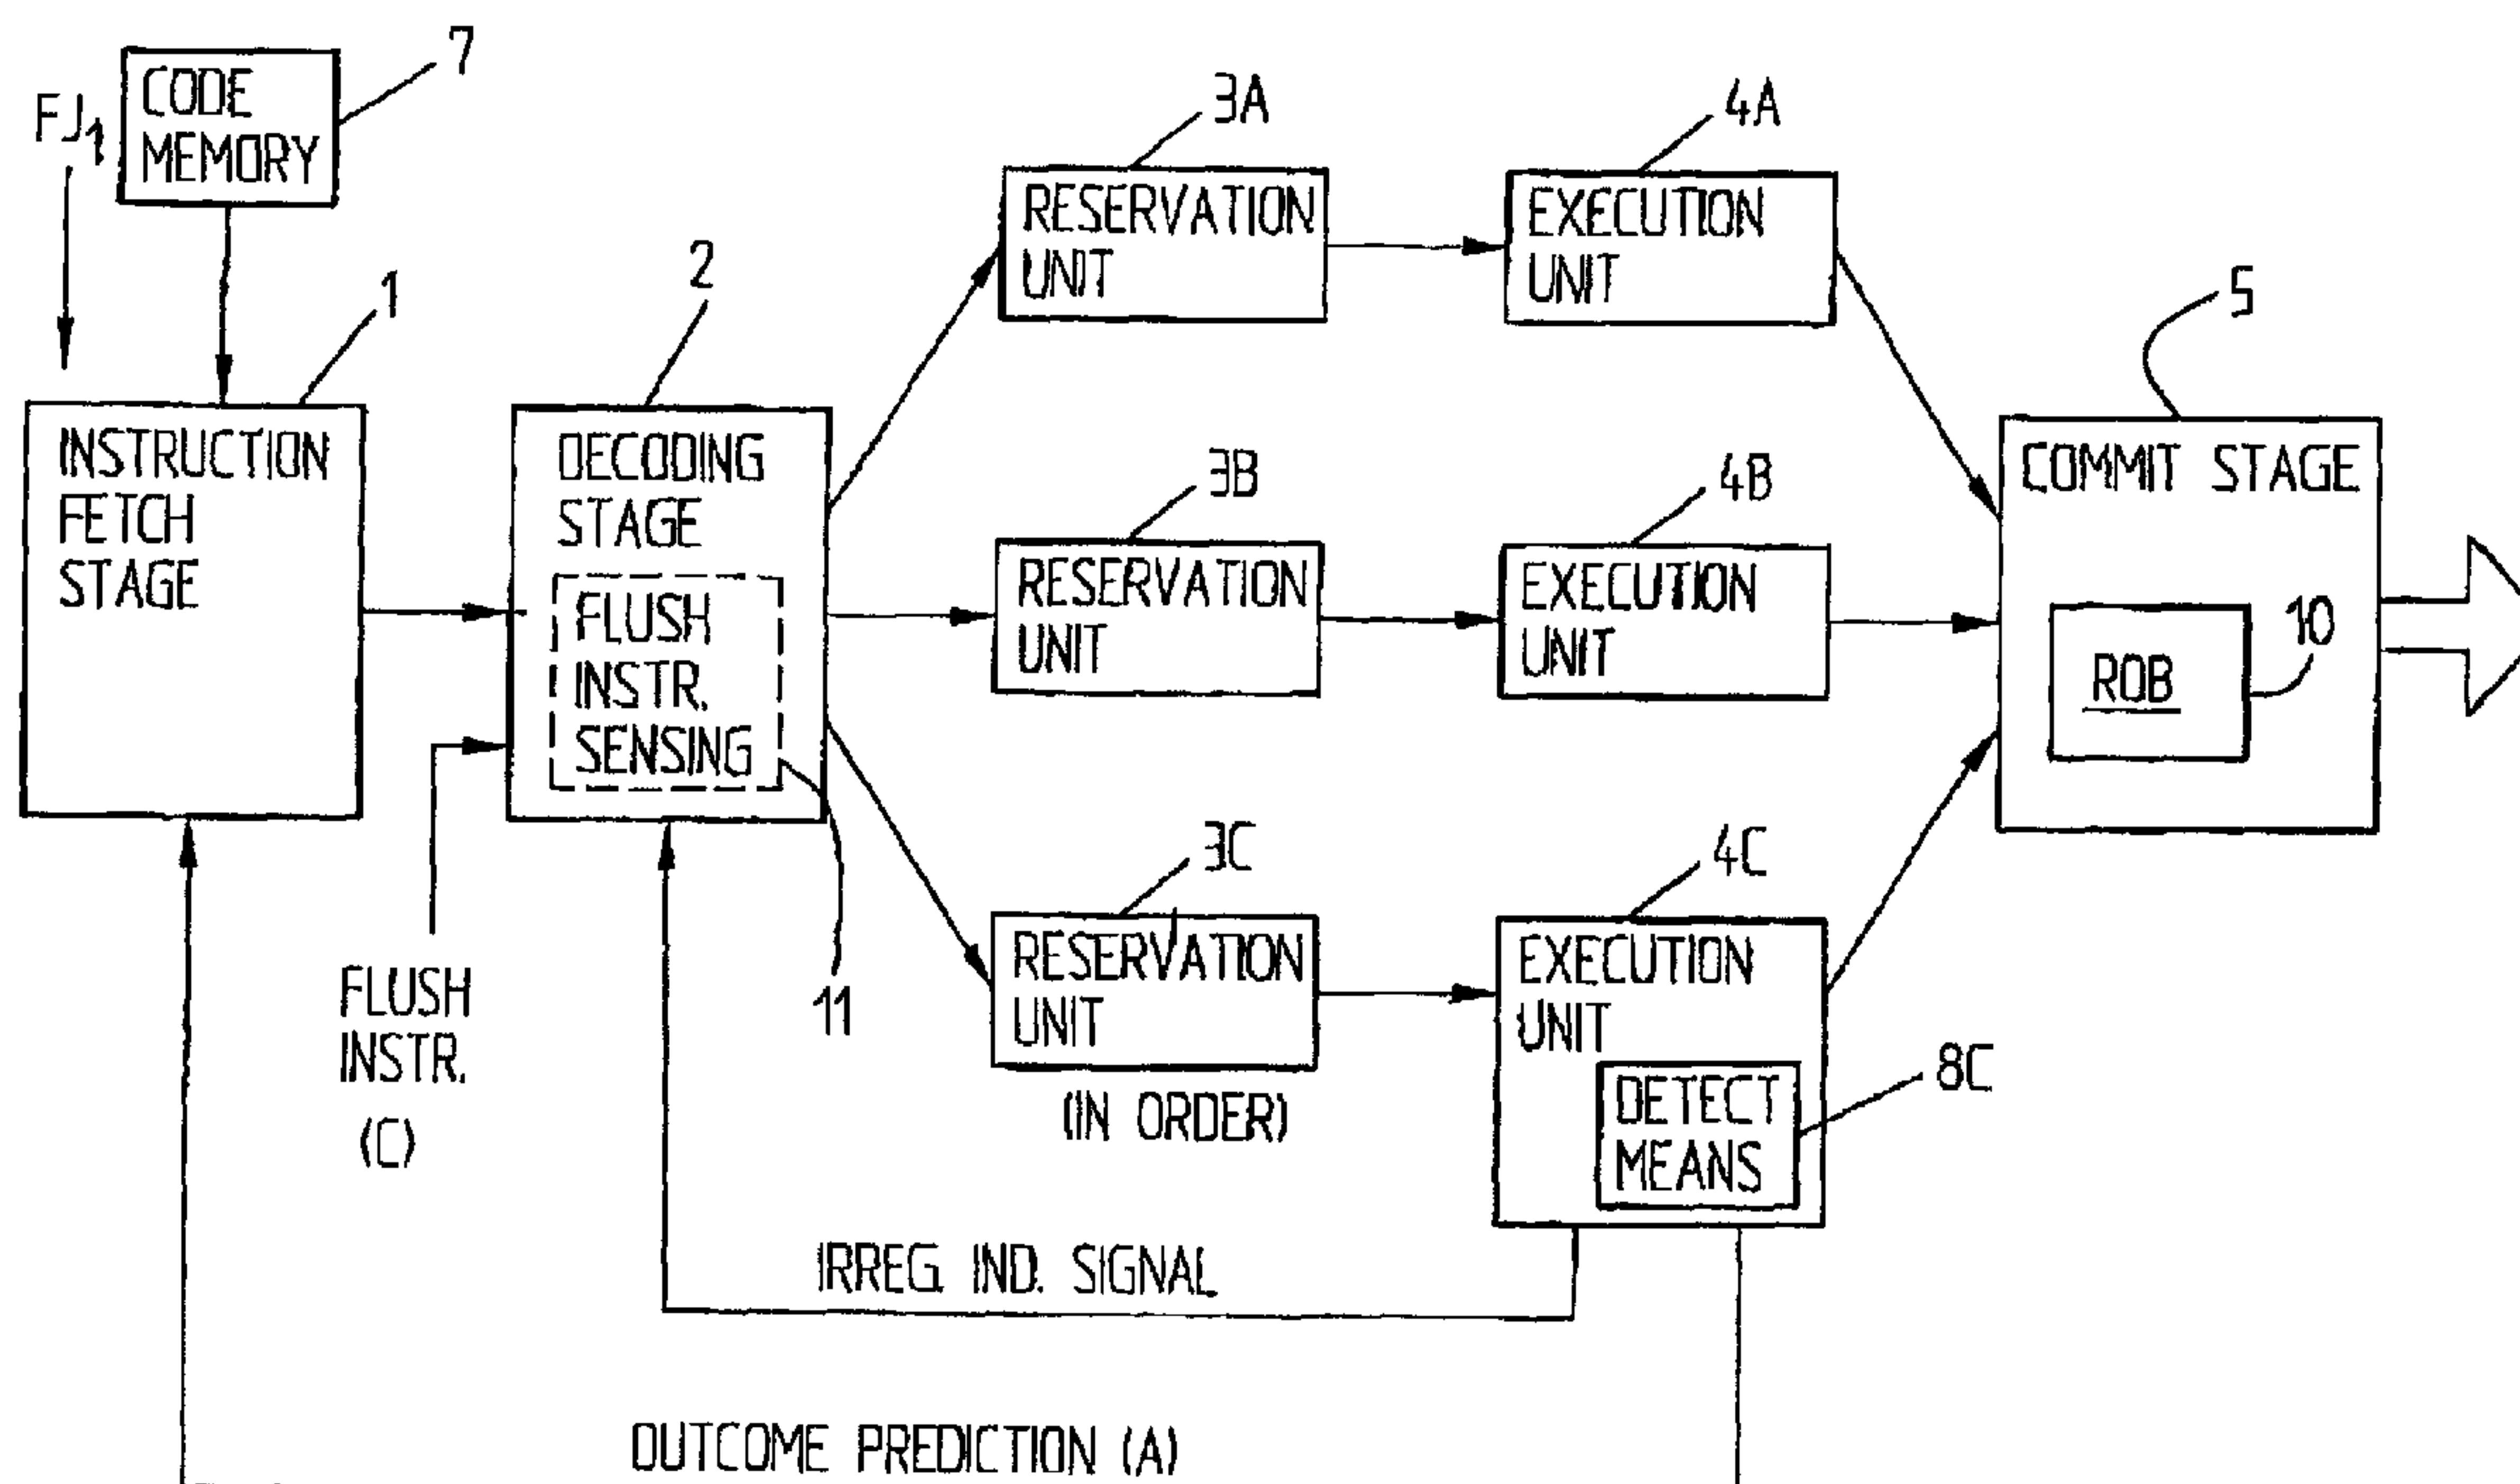 7
CODE
MEMORY
FJ1
1
INSTRUCTION
FETCH
STAGE
2
DECODING
STAGE
FLUSH
INSTR.
SENSING
11
FLUSH
INSTR.
(C)
3A
RESERVATION
UNIT
4A
EXECUTION
UNIT
3B
RESERVATION
UNIT
4B
EXECUTION
UNIT
3C
RESERVATION
UNIT
(IN ORDER)
4C
EXECUTION
UNIT
DETECT
MEANS
8C
5
COMMIT STAGE
ROB
10
IRREG. IND. SIGNAL
OUTCOME PREDICTION (A)